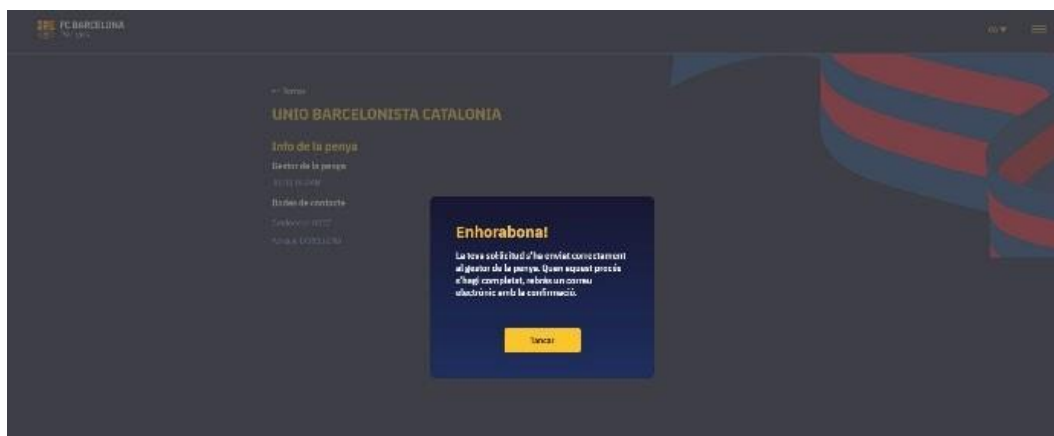 FC BARCELONA
Penyes
← Tornar
UNIO BARCELONISTA CATALONIA
Info de la penya
Gestor de la penya
Dades de contacte
Enhorabona!
La teva sol·licitud s'ha enviat correctament
al gestor de la penya. Quan aquest procés
s'hagi completat, rebràs un correu
electrònic amb la confirmació.
Tancar